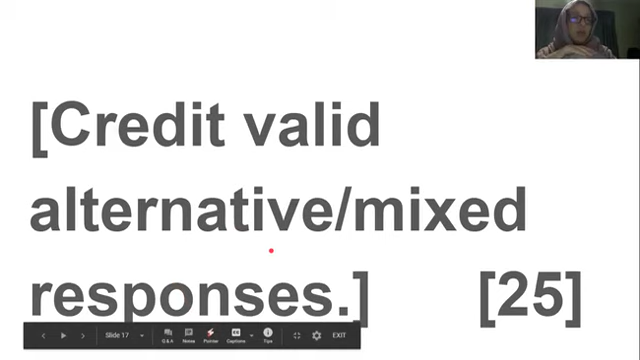 [Credit valid
alternative/mixed
responses.] [25]
Slide 17
Q&A Notes Pointer Captions Tips EXIT